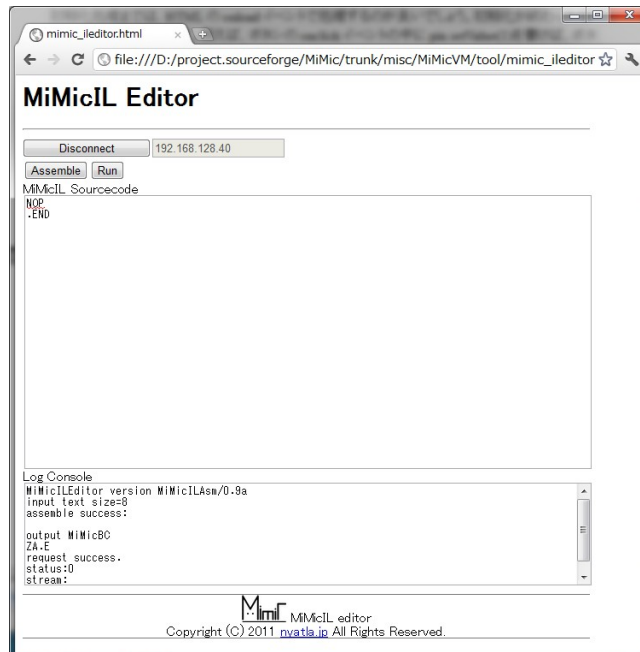 mimic_ileditor.html
file:///D:/project.sourceforge/MiMic/trunk/misc/MiMicVM/tool/mimic_ileditor
MiMicIL Editor
Disconnect 192.168.128.40
Assemble Run
MiMicIL Sourcecode
NOP
.END
Log Console
MiMicILEditor version MiMicILAsm/0.9a
input text size=8
assemble success:
output MiMicBC
ZA.E
request success.
status:0
stream:
MimiC MiMicIL editor
Copyright (C) 2011 nyatla.jp All Rights Reserved.